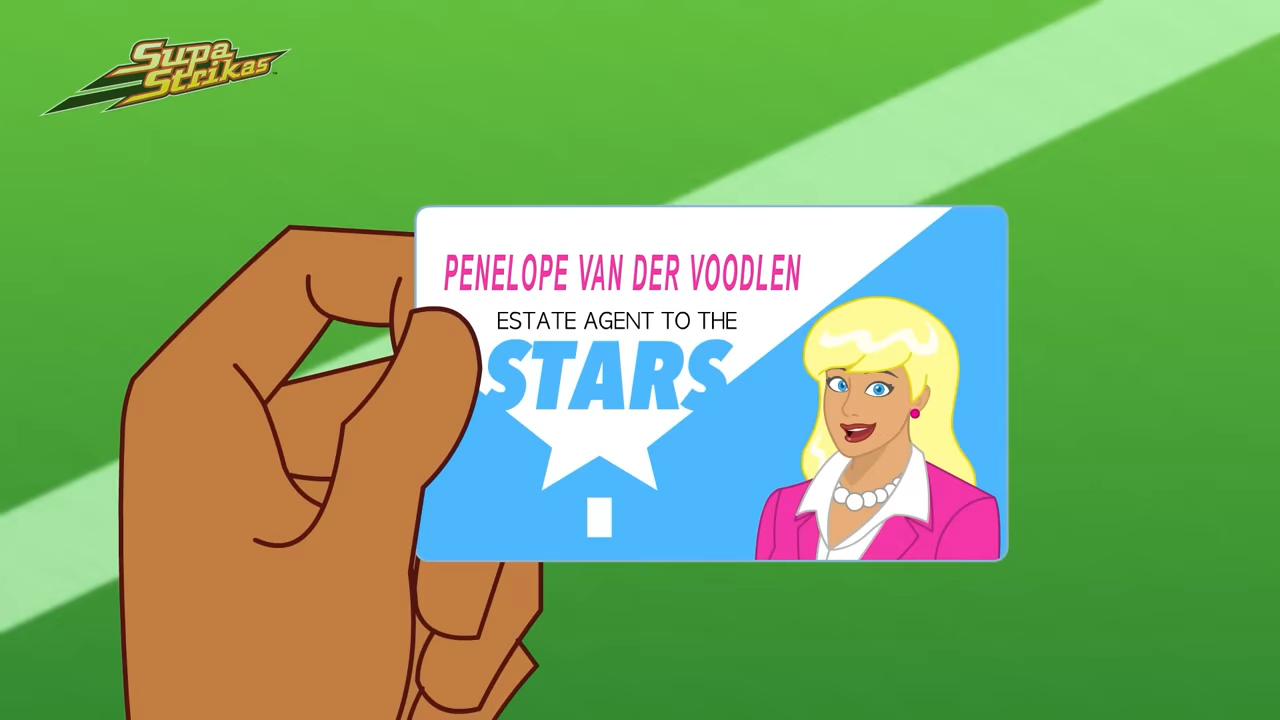 Supa
Strikas
PENELOPE VAN DER VOODLEN
ESTATE AGENT TO THE
STARS